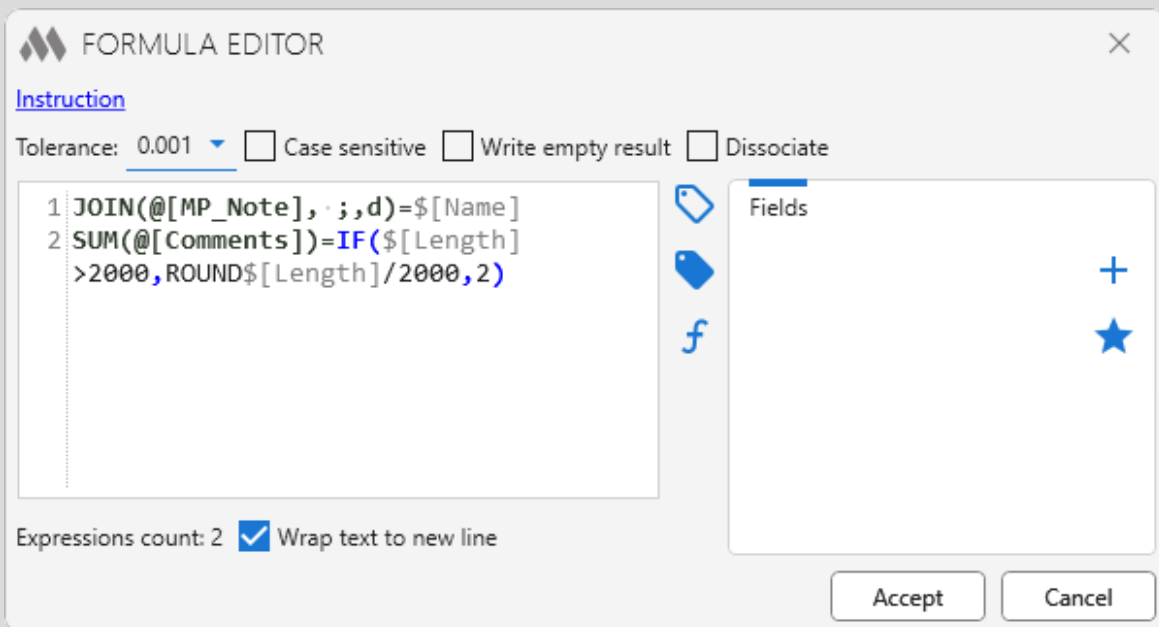 FORMULA EDITOR
Instruction
Tolerance: 0.001 Case sensitive Write empty result Dissociate
1 JOIN(@[MP_Note],·;,d)=$[Name]
2 SUM(@[Comments])=IF($[Length]
>2000,ROUND$[Length]/2000,2)
Fields
Expressions count: 2 Wrap text to new line
Accept Cancel